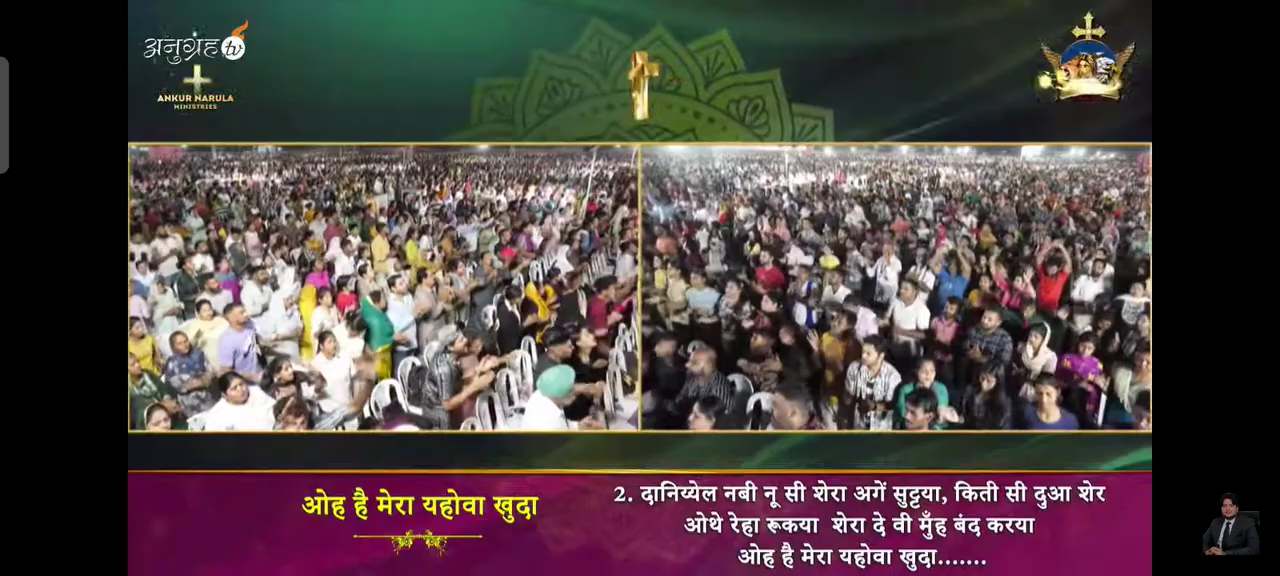 अनुग्रह tv
ANKUR NARULA
MINISTRIES
ओह है मेरा यहोवा खुदा
2. दानिय्येल नबी नू सी शेरा अगें सुट्टया, किती सी दुआ शेर
ओथे रेहा रूकया शेरा दे वी मुँह बंद करया
ओह है मेरा यहोवा खुदा.......